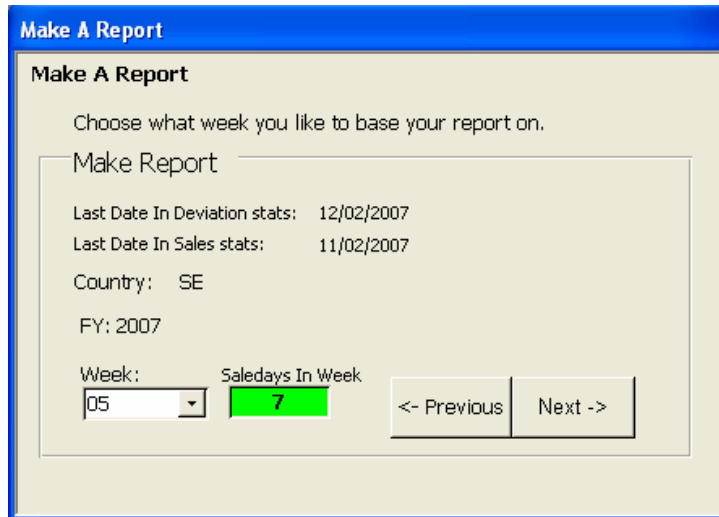 Make A Report
Make A Report
Choose what week you like to base your report on.
Make Report
Last Date In Deviation stats: 12/02/2007
Last Date In Sales stats: 11/02/2007
Country: SE
FY: 2007
Week: Saledays In Week
05 7 <- Previous Next ->